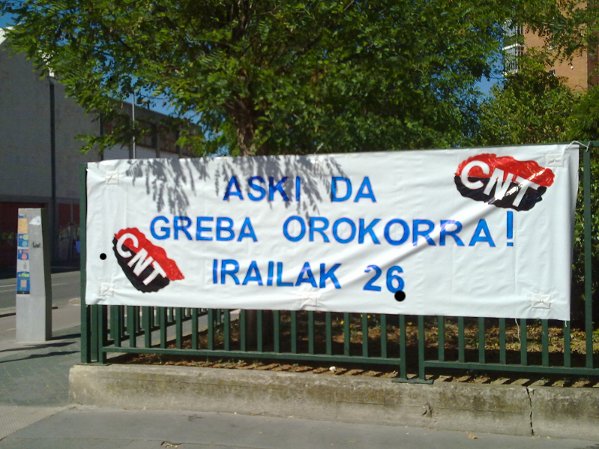 CNT
ASKI DA
GREBA OROKORRA!
CNT
IRAILAK 26